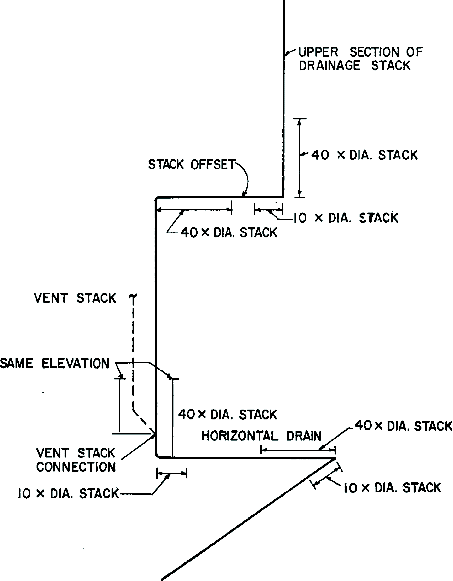 UPPER SECTION OF
DRAINAGE STACK
40 × DIA. STACK
STACK OFFSET
10 × DIA. STACK
40 × DIA. STACK
VENT STACK
SAME ELEVATION
40 × DIA. STACK
HORIZONTAL DRAIN
40 × DIA. STACK
VENT STACK
CONNECTION
10 × DIA. STACK
10 × DIA. STACK